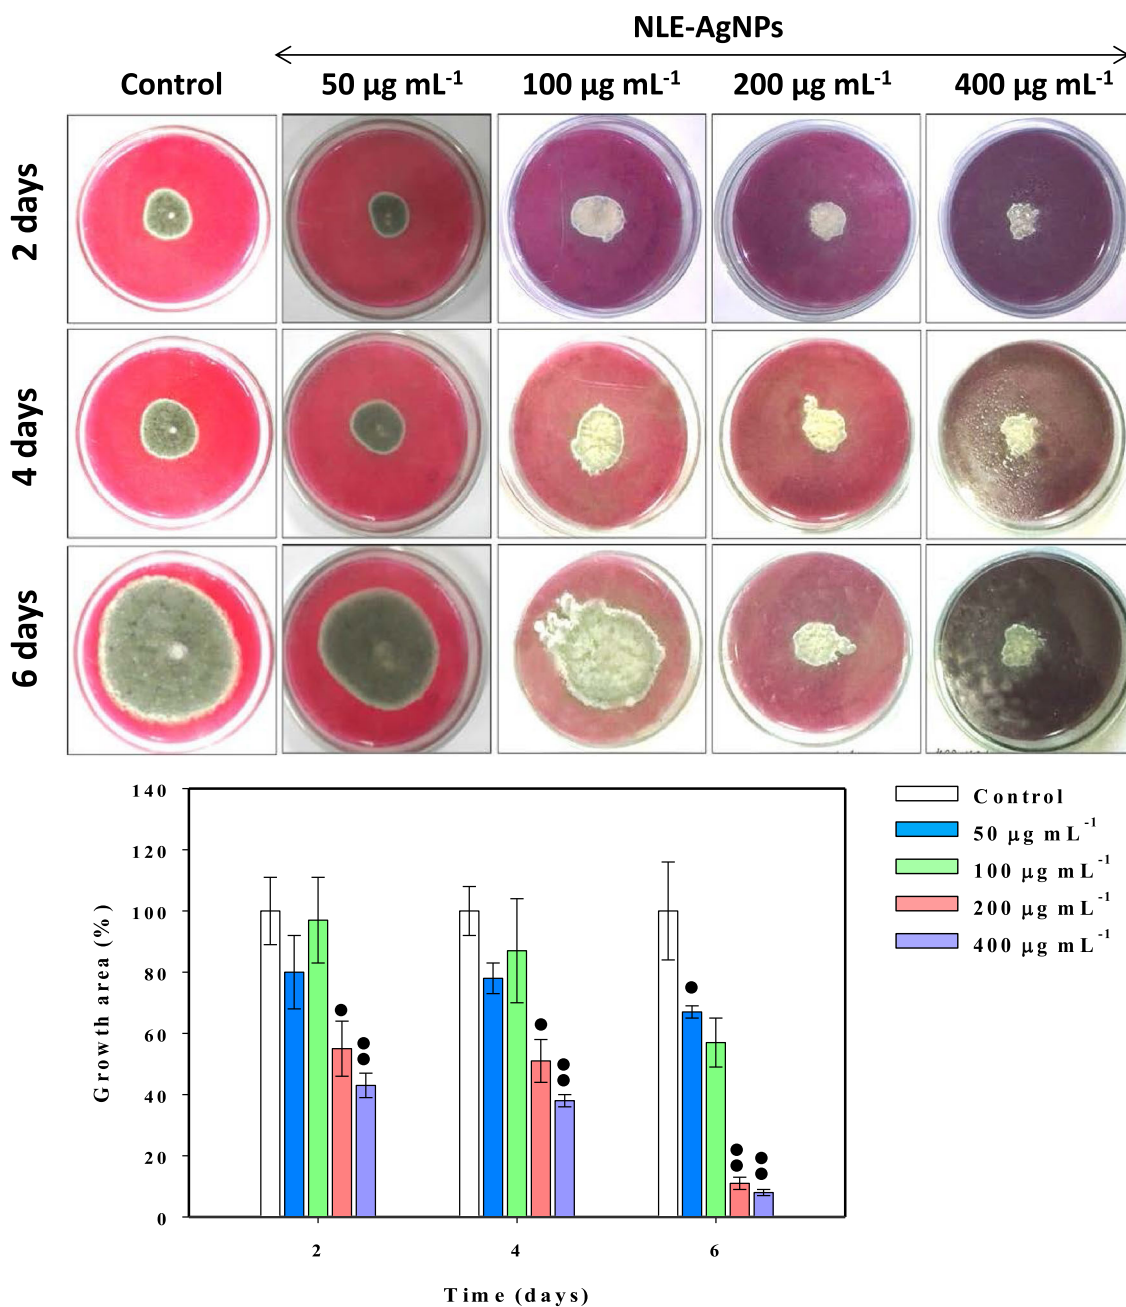 NLE-AgNPs
Control 50 µg mL⁻¹ 100 µg mL⁻¹ 200 µg mL⁻¹ 400 µg mL⁻¹
2 days
4 days
6 days
140
120
100
80
60
40
20
0
Growth area (%)
2 4 6
Time (days)
Control
50 µg mL⁻¹
100 µg mL⁻¹
200 µg mL⁻¹
400 µg mL⁻¹